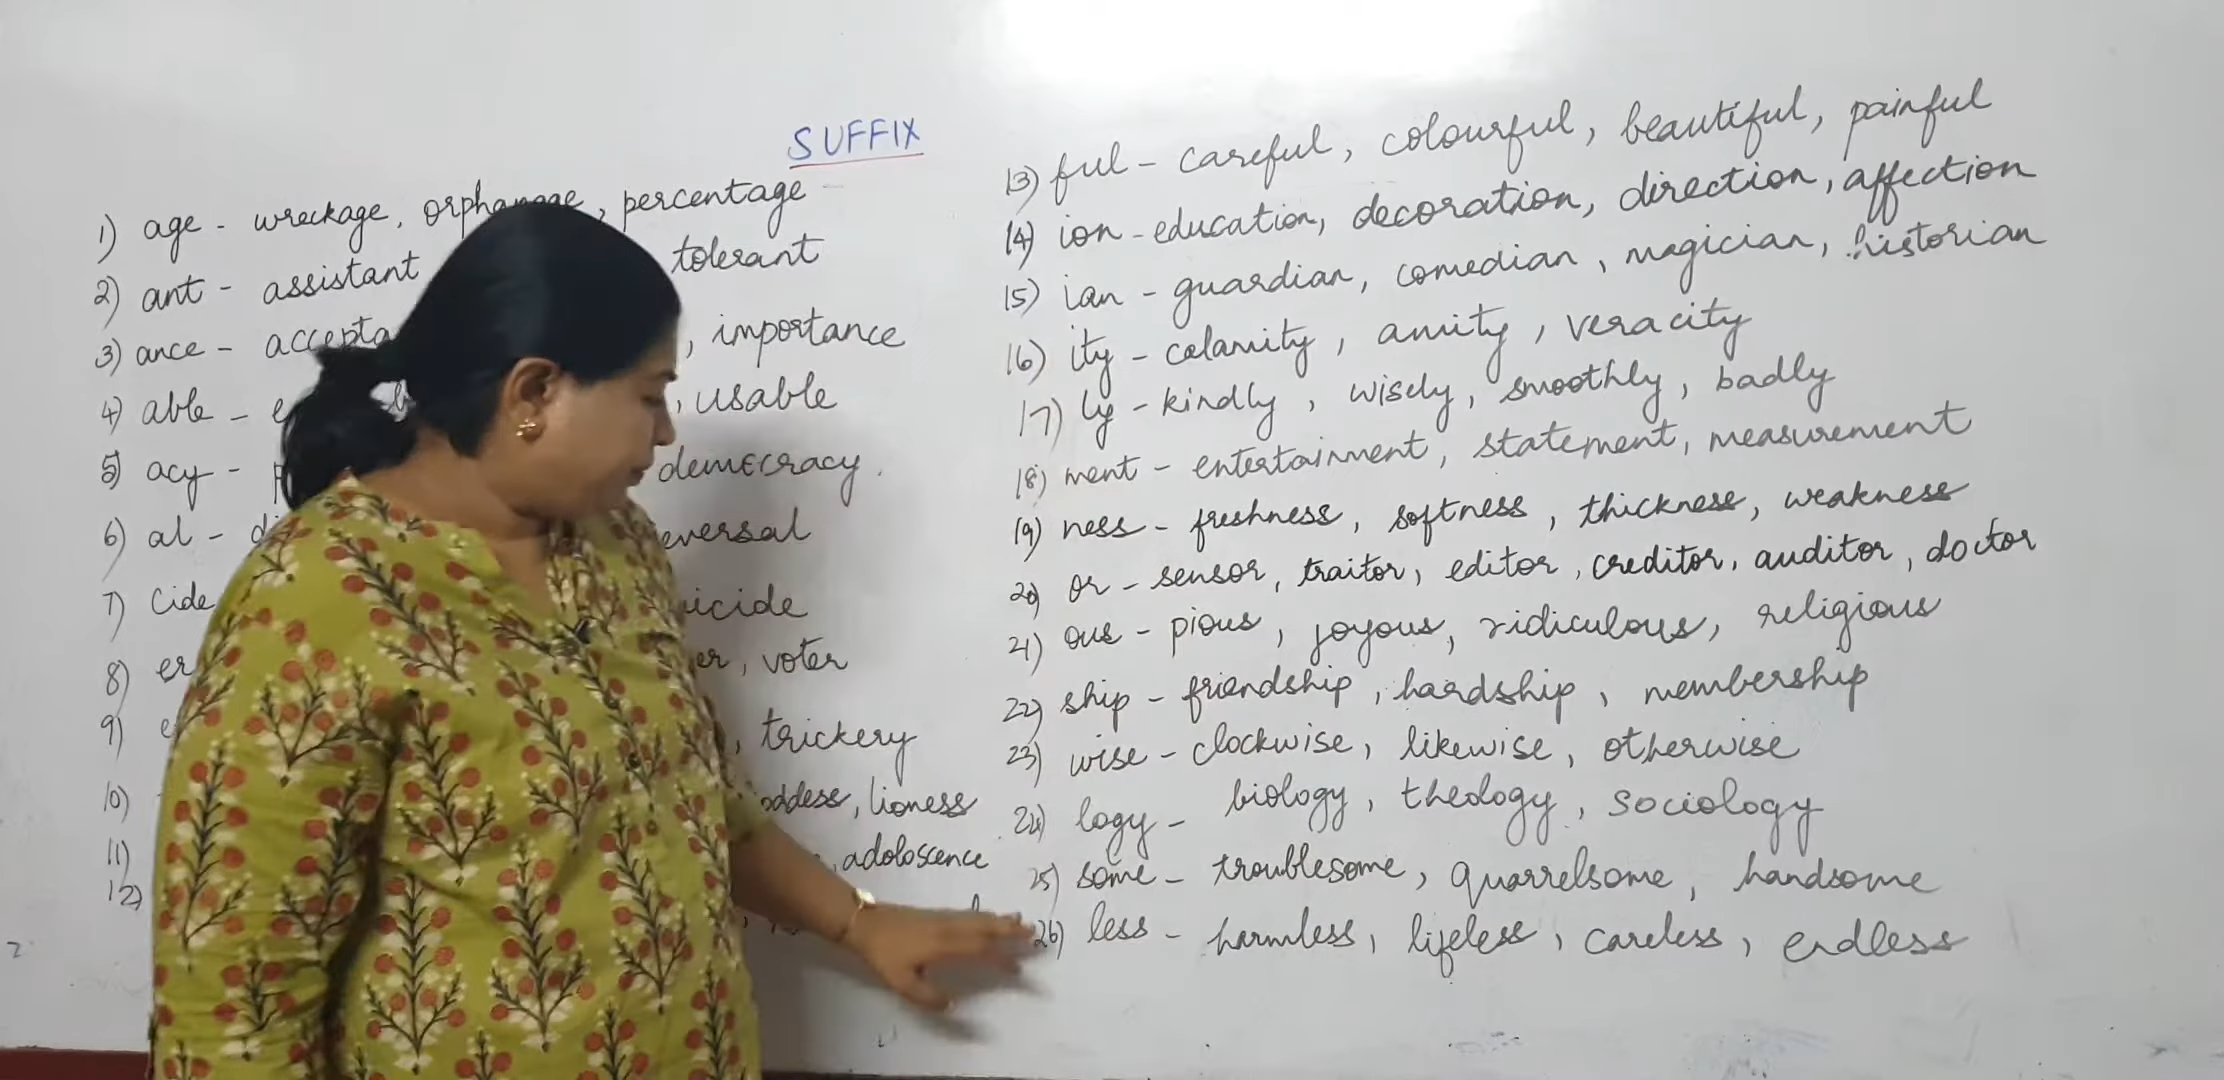 SUFFIX
1) age - wreckage, orphanage, percentage
2) ant - assistant tolerant
3) ance - , importance
4) able - , usable
5) acy - democracy.
6) al -
7) Cide
8) er , voter
9) , trickery
10) , lioness
11) , adoloscence
12)
13) ful - careful, colourful, beautiful, painful
14) ion - education, decoration, direction, affection
15) ian - guardian, comedian, magician, historian
16) ity - calamity, amity, veracity
17) ly - kindly, wisely, smoothly, badly
18) ment - entertainment, statement, measurement
19) ness - freshness, softness, thickness, weakness
20) or - sensor, traitor, editor, creditor, auditor, doctor
21) ous - pious, joyous, ridiculous, religious
22) ship - friendship, hardship, membership
23) wise - clockwise, likewise, otherwise
24) logy - biology, theology, sociology
25) some - troublesome, quarrelsome, handsome
26) less - harmless, lifeless, careless, endless